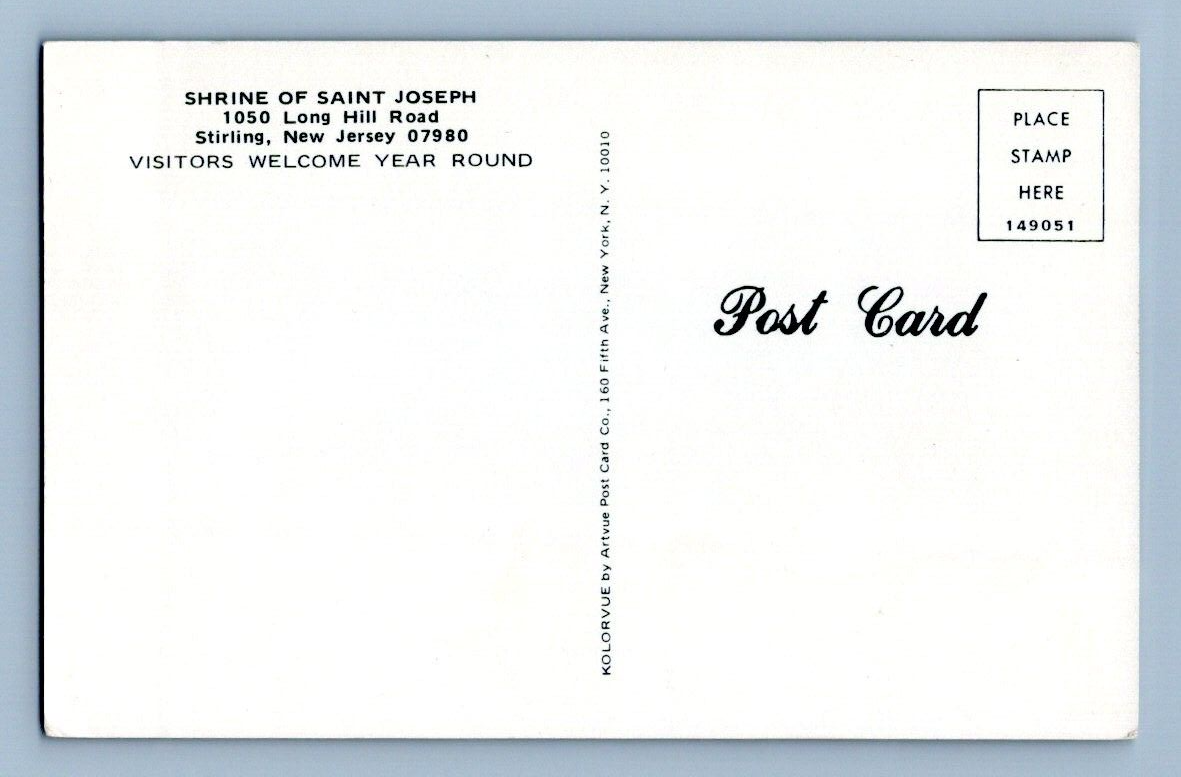 SHRINE OF SAINT JOSEPH
1050 Long Hill Road
Stirling, New Jersey 07980
VISITORS WELCOME YEAR ROUND
KOLORVUE by Artvue Post Card Co., 160 Fifth Ave., New York, N. Y. 10010
PLACE
STAMP
HERE
149051
Post Card